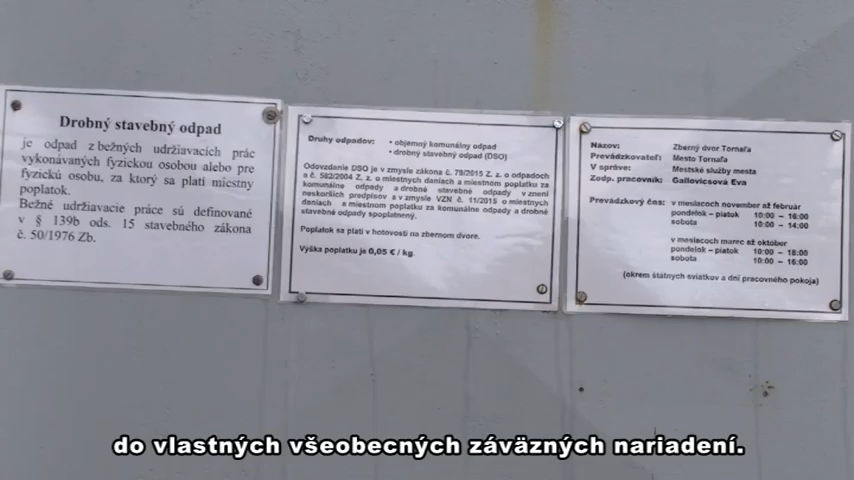 Drobný stavebný odpad
je odpad z bežných udržiavacích prác
vykonávaných fyzickou osobou alebo pre
fyzickú osobu, za ktorý sa platí miestny
poplatok.
Bežné udržiavacie práce sú definované
v § 139b ods. 15 stavebného zákona
č. 50/1976 Zb.
Druhy odpadov: • objemný komunálny odpad
• drobný stavebný odpad (DSO)
Odovzdanie DSO je v zmysle zákona č. 79/2015 Z. z. o odpadoch
a č. 582/2004 Z. z. o miestnych daniach a miestnom poplatku za
komunálne odpady a drobné stavebné odpady v znení
neskorších predpisov a v zmysle VZN č. 11/2015 o miestnych
daniach a miestnom poplatku za komunálne odpady a drobné
stavebné odpady spoplatnený.
Poplatok sa platí v hotovosti na zbernom dvore.
Výška poplatku je 0,05 € / kg.
Názov: Zberný dvor Tornaľa
Prevádzkovateľ: Mesto Tornaľa
V správe: Mestské služby mesta
Zodp. pracovník: Gallovicsová Eva
Prevádzkový čas: v mesiacoch november až február
pondelok – piatok 10:00 – 16:00
sobota 10:00 – 14:00
v mesiacoch marec až október
pondelok – piatok 10:00 – 18:00
sobota 10:00 – 16:00
(okrem štátnych sviatkov a dní pracovného pokoja)
do vlastných všeobecných záväzných nariadení.